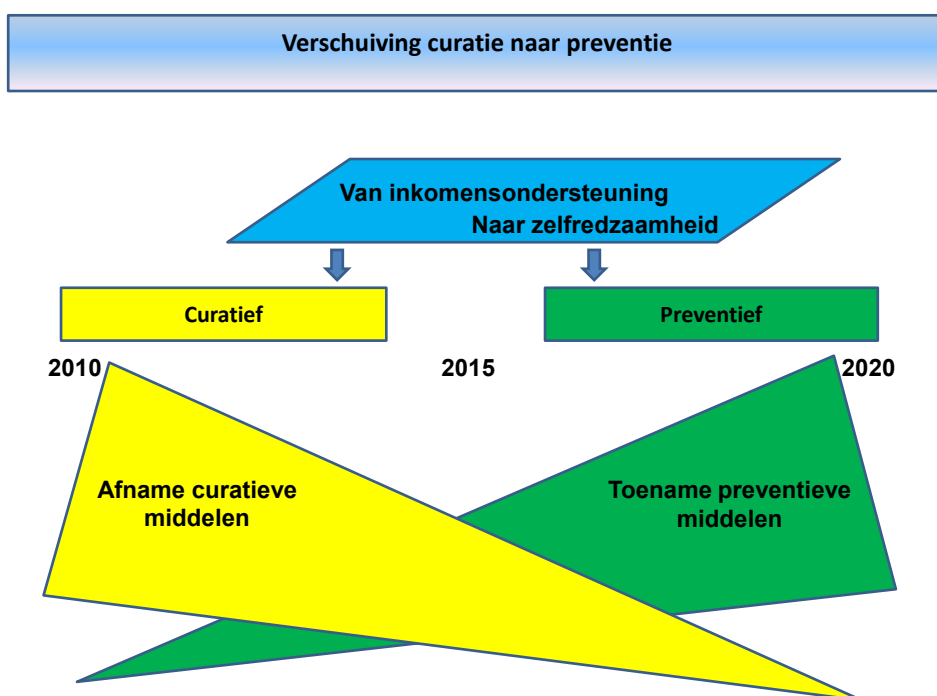 Verschuiving curatie naar preventie
Van inkomensondersteuning
Naar zelfredzaamheid
Curatief
Preventief
2010
2015
2020
Afname curatieve
middelen
Toename preventieve
middelen